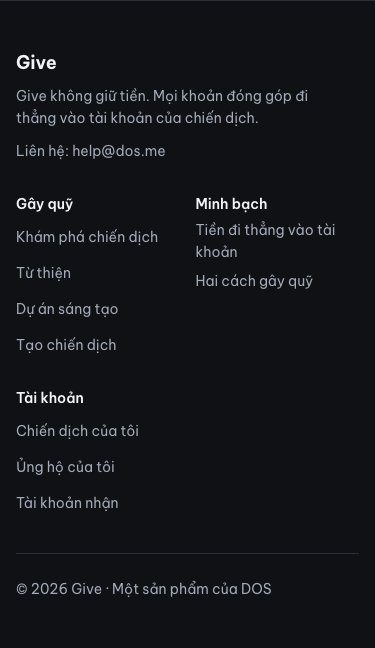 Give
Give không giữ tiền. Mọi khoản đóng góp đi
thẳng vào tài khoản của chiến dịch.
Liên hệ: help@dos.me
Gây quỹ
Khám phá chiến dịch
Từ thiện
Dự án sáng tạo
Tạo chiến dịch
Minh bạch
Tiền đi thẳng vào tài
khoản
Hai cách gây quỹ
Tài khoản
Chiến dịch của tôi
Ủng hộ của tôi
Tài khoản nhận
© 2026 Give · Một sản phẩm của DOS